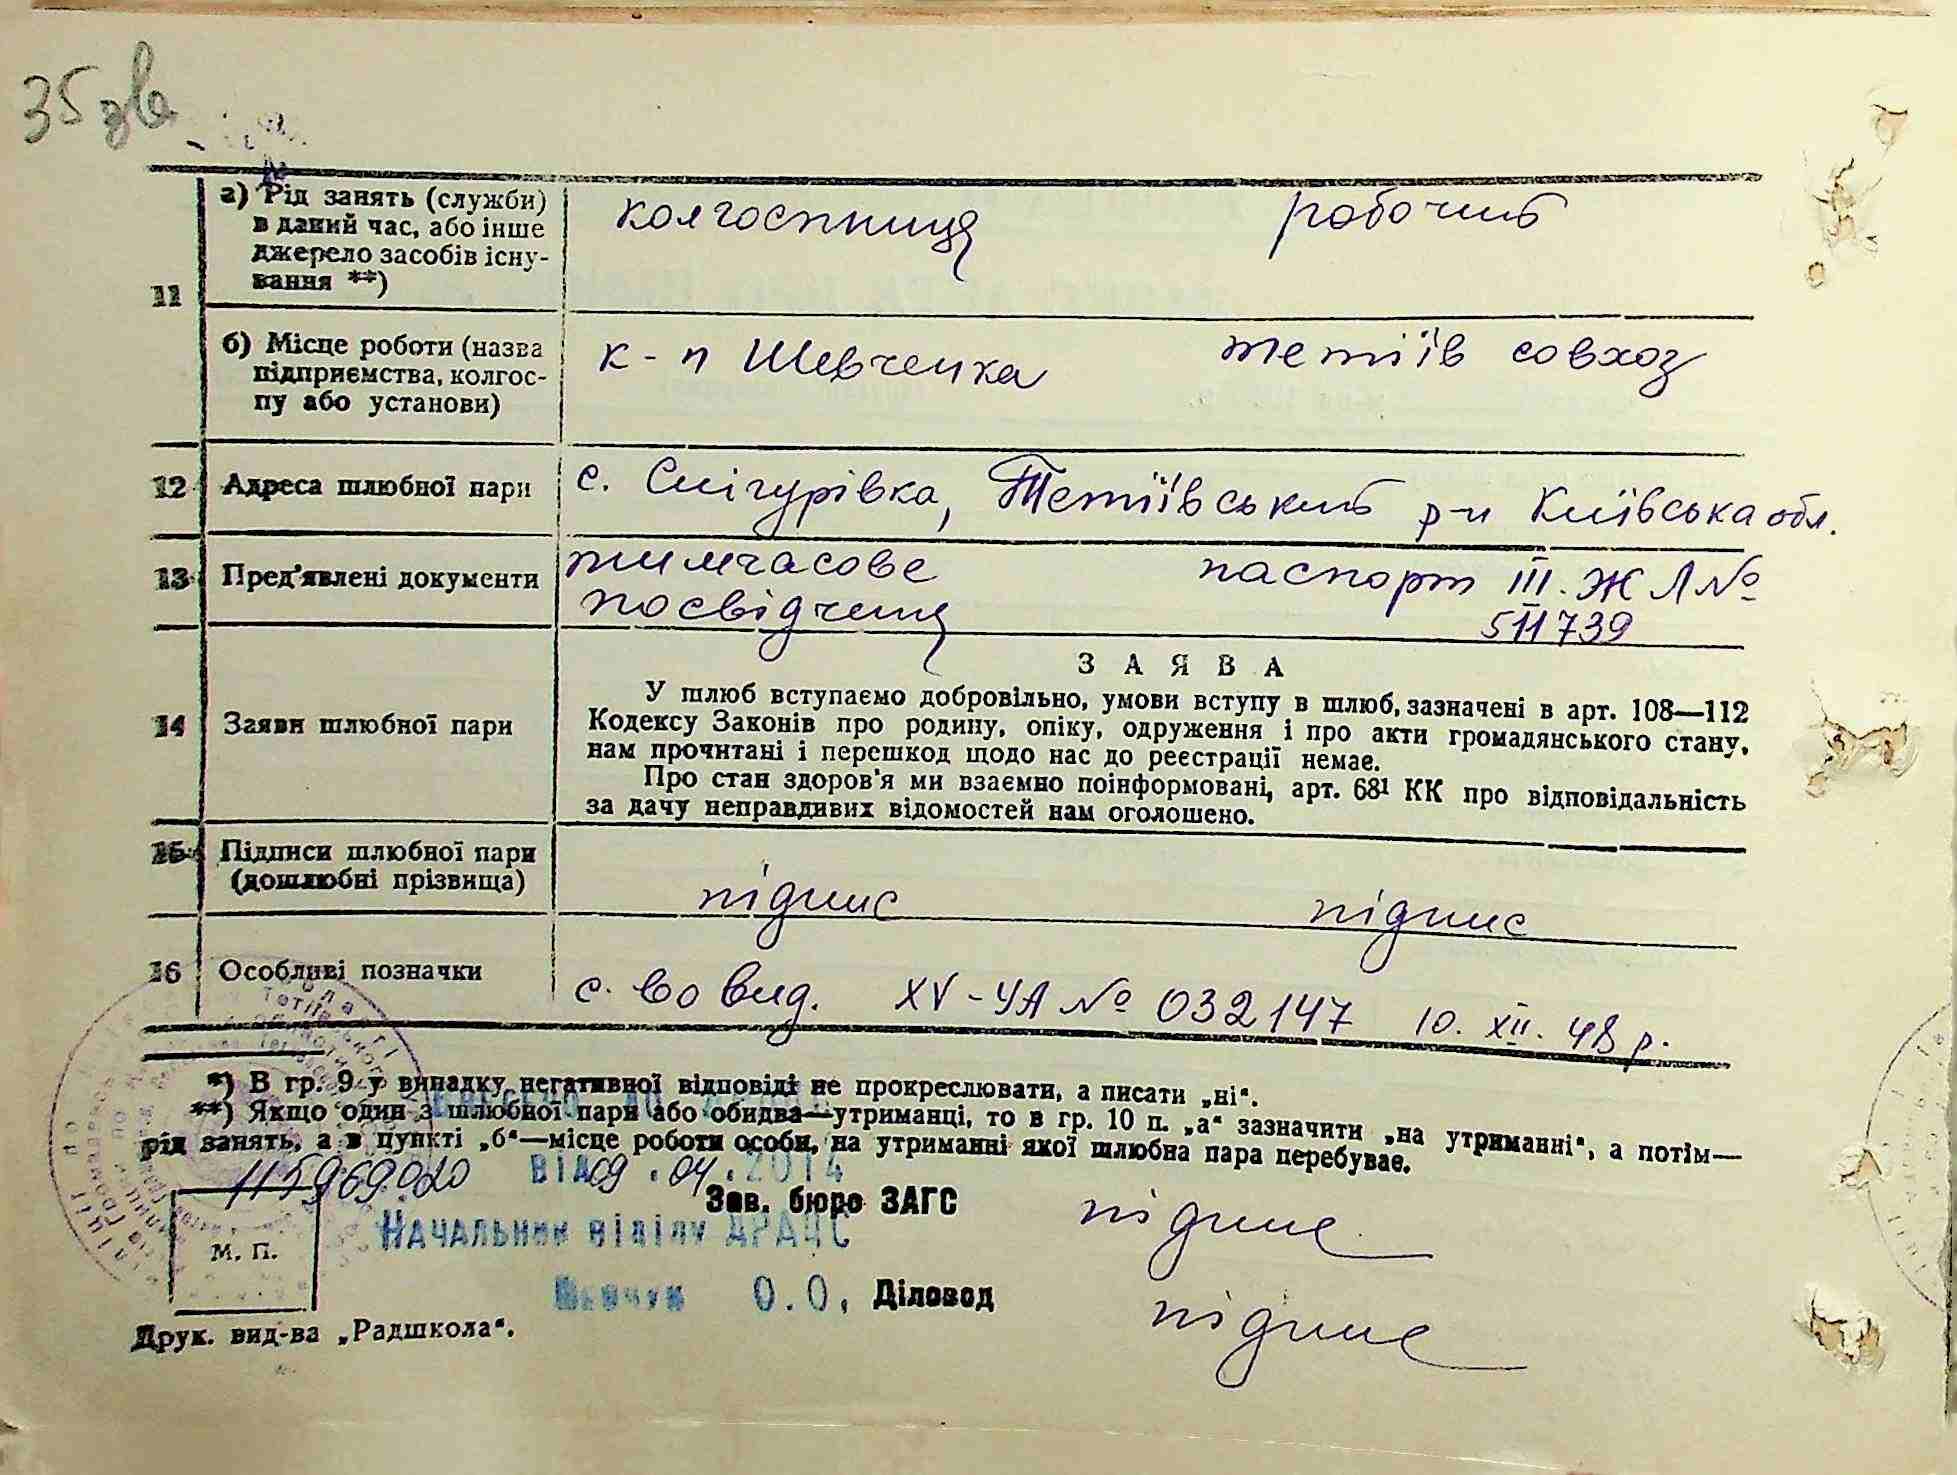 35 зв
11
а) Рід занять (служби)
в даний час, або інше
джерело засобів існу-
вання **)
колгоспниця робочий
б) Місце роботи (назва
підприємства, колгос-
пу або установи)
к-п Шевченка тетіїв совхоз
12 Адреса шлюбної пари с. Снігурівка, Тетіївський р-н Київська обл.
13 Пред'явлені документи
тимчасове паспорт III. ЖЛ №
посвідченя 511739
14 Заяви шлюбної пари
ЗАЯВА
У шлюб вступаємо добровільно, умови вступу в шлюб, зазначені в арт. 108—112
Кодексу Законів про родину, опіку, одруження і про акти громадянського стану,
нам прочитані і перешкод щодо нас до реєстрації немає.
Про стан здоров'я ми взаємно поінформовані, арт. 68¹ КК про відповідальність
за дачу неправдивих відомостей нам оголошено.
15 Підписи шлюбної пари
(дошлюбні прізвища)
підпис підпис
16 Особливі позначки с. во вид. XV-УА № 032147 10. XII. 48 р.
*) В гр. 9 у випадку негативної відповіді не прокреслювати, а писати „ні“.
**) Якщо один з шлюбної пари або обидва—утриманці, то в гр. 10 п. „а“ зазначити „на утриманні“, а потім—
рід занять, а в пункті „б“—місце роботи особи, на утриманні якої шлюбна пара перебуває.
ВІД 09.04.2014
Зав. бюро ЗАГС підпис
М. П.
Начальник відділу ДРАЦС
Шевчук О.О.
Діловод підпис
Друк. вид-ва „Радшкола“.